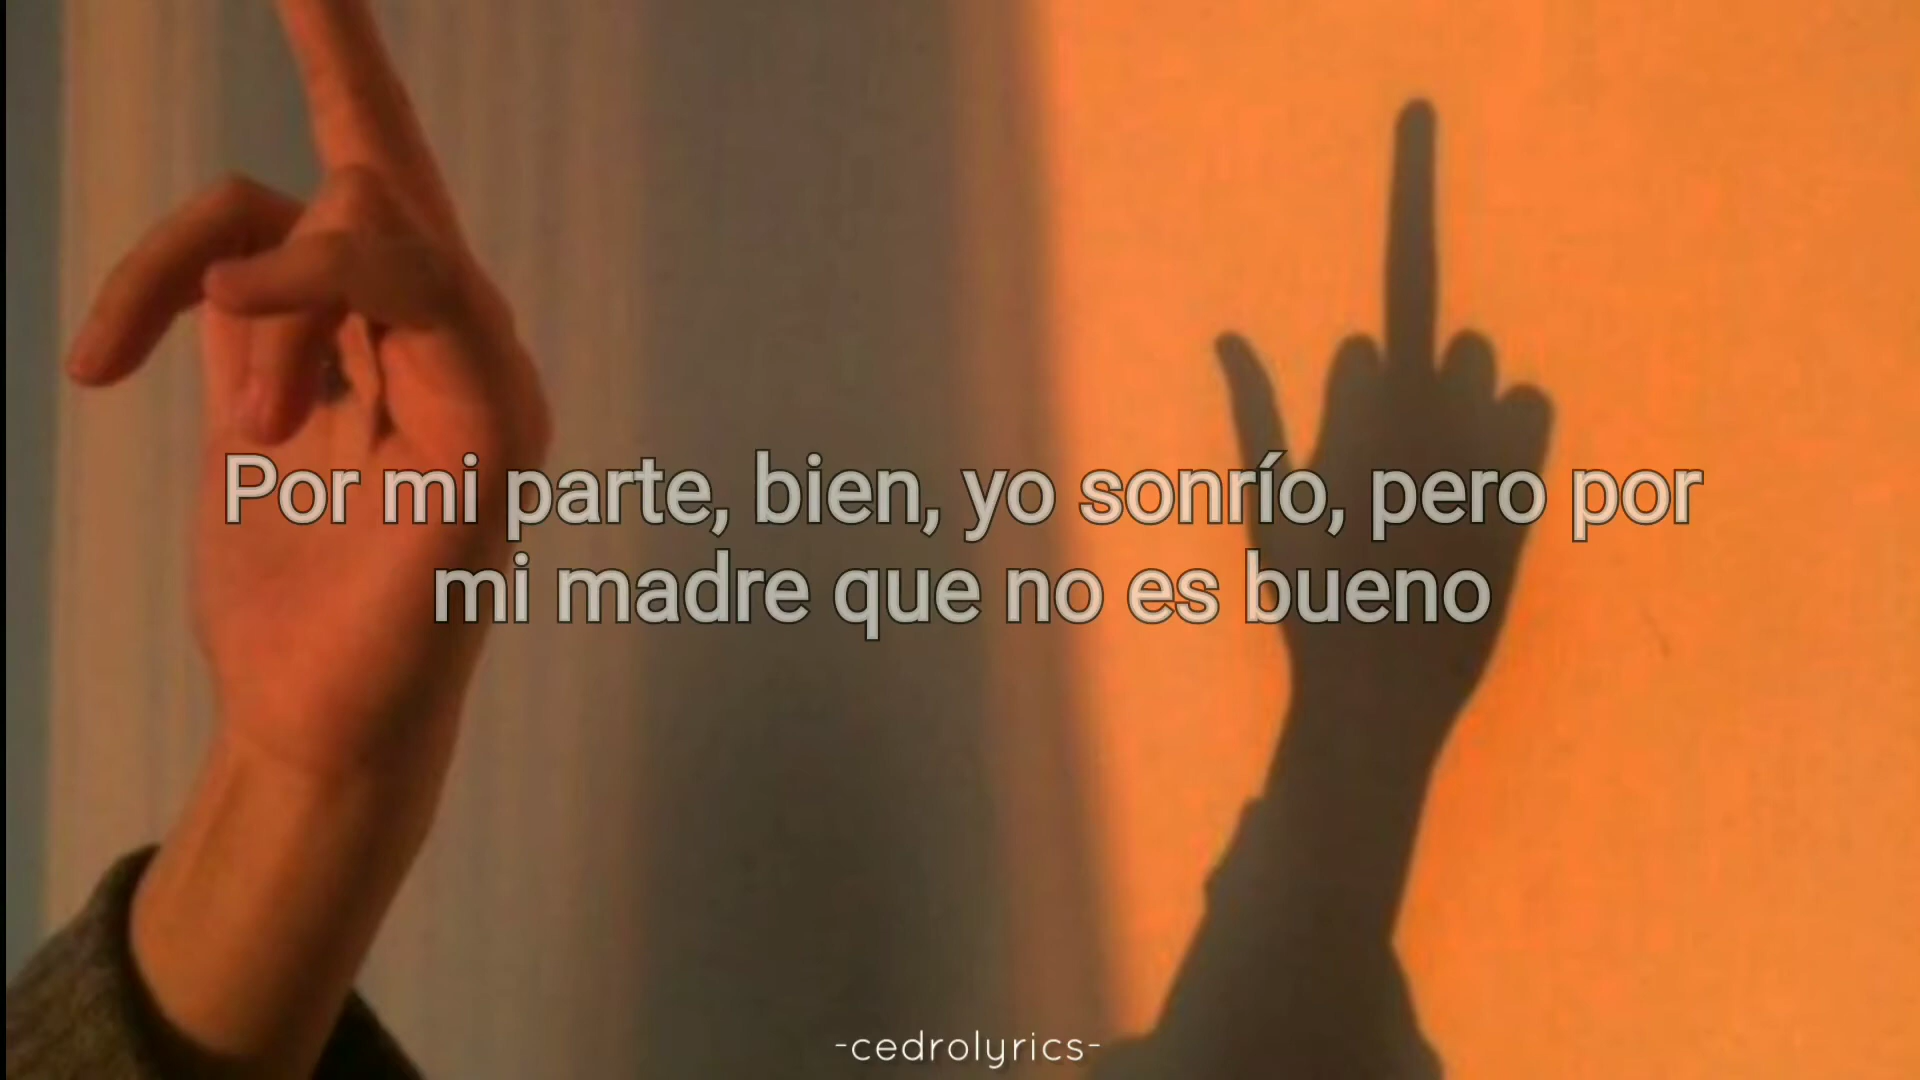 Por mi parte, bien, yo sonrío, pero por
mi madre que no es bueno
-cedrolyrics-